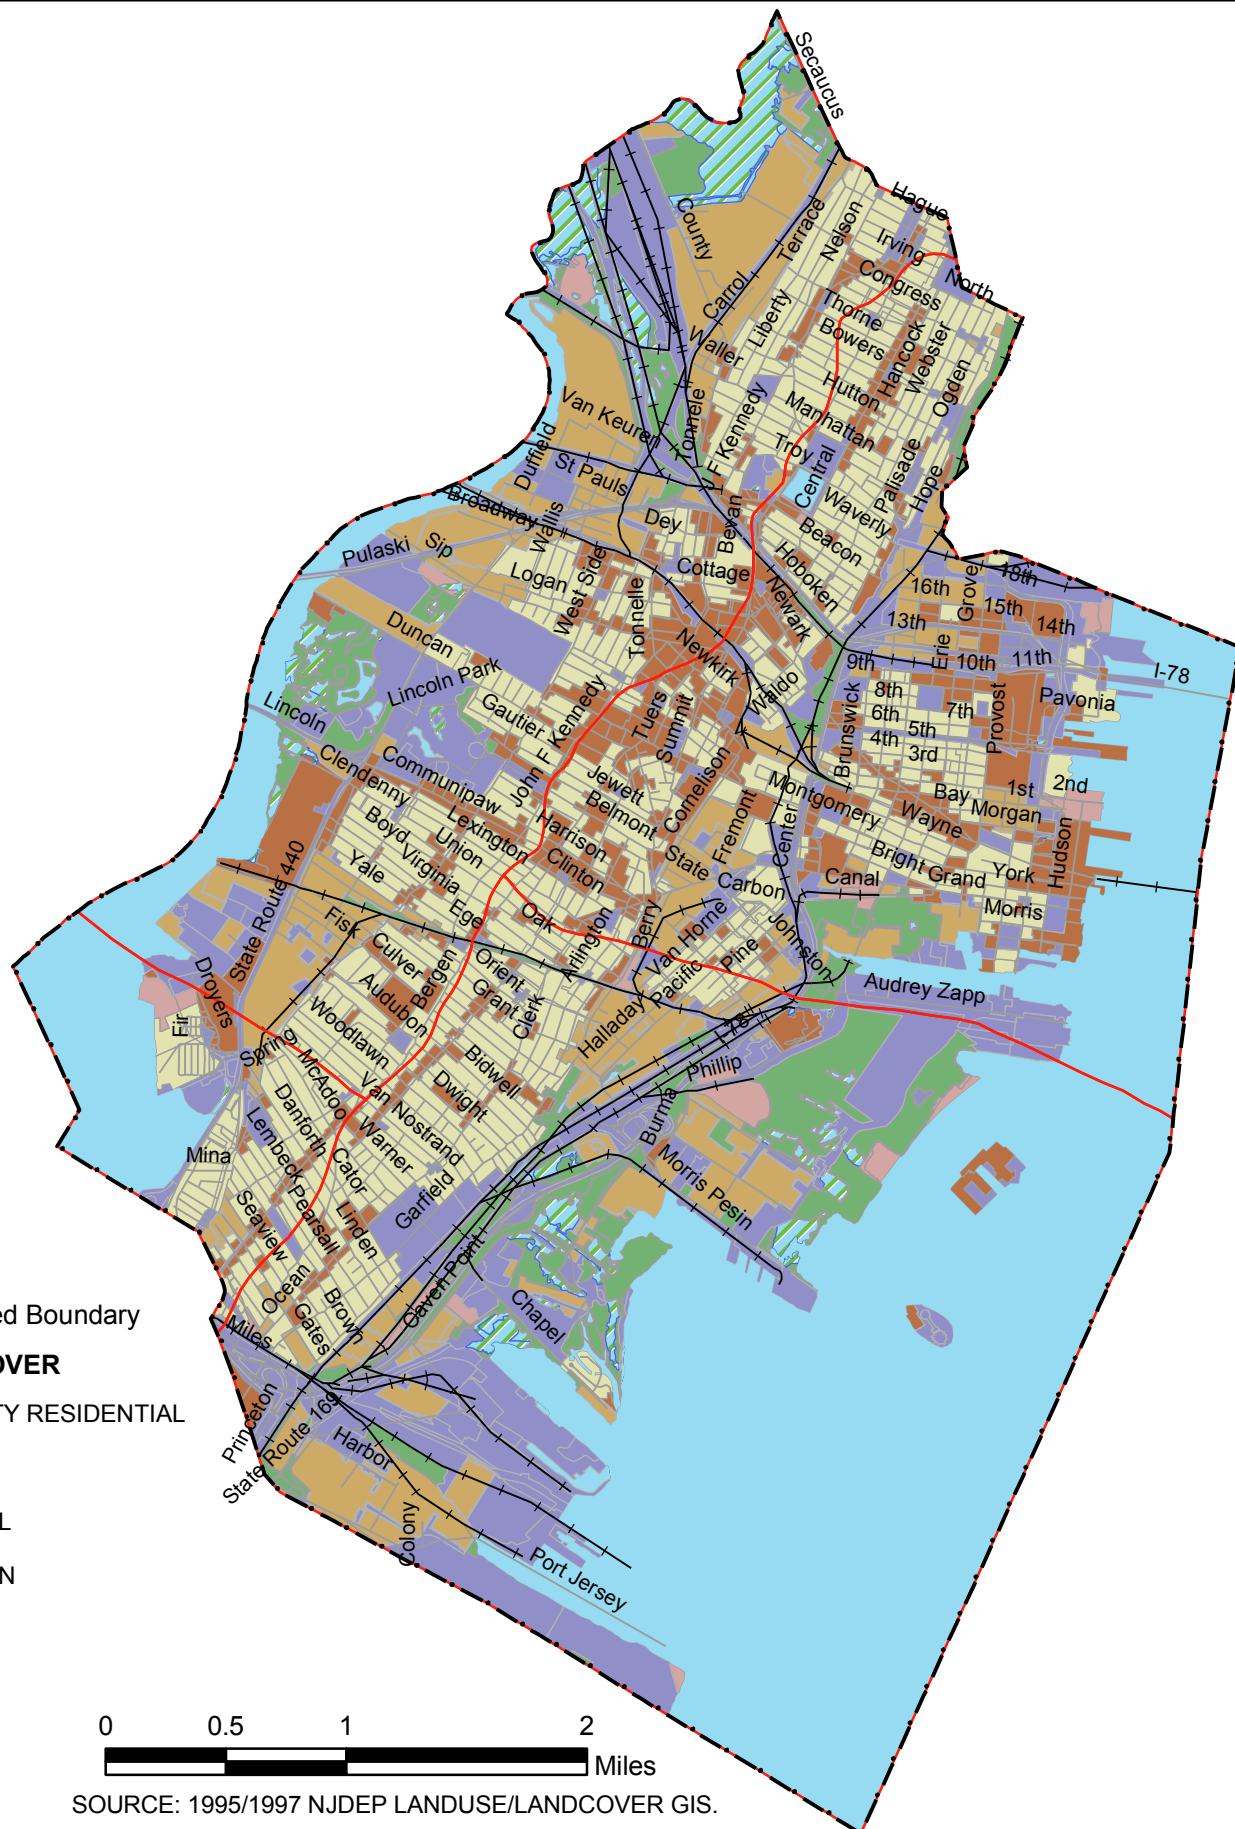 Secaucus
Hague
County
Terrace
Nelson
Irving
North
Congress
Carrol
Liberty
Thorne
Bowers
Waller
Hancock
Webster
Ogden
Hutton
Manhattan
Van Keuren
Tonnele
J F Kennedy
Troy
Central
Palisade
Hope
Duffield
St Pauls
Broadway
Wallis
Dey
Bevan
Waverly
Beacon
Pulaski
Sip
Logan
West Side
Tonnelle
Cottage
Hoboken
Newark
18th
16th
Grove
15th
14th
13th
Erie
10th
11th
9th
I-78
Duncan
Lincoln Park
Newkirk
Waldo
8th
7th
6th
5th
4th
3rd
Provost
Pavonia
Brunswick
Lincoln
Gautier
John F Kennedy
Tuers
Summit
Clendenny
Communipaw
Jewett
Belmont
Cornelison
Montgomery
Bay
Morgan
1st
2nd
Boyd
Lexington
Harrison
Fremont
Center
Wayne
Hudson
Union
Virginia
Yale
Clinton
State
Carbon
Canal
Bright
Grand
York
Morris
State Route 440
Fisk
Ege
Oak
Arlington
Berry
Van Horne
Johnston
Culver
Bergen
Orient
Pine
Pacific
Audrey Zapp
Droyers
Audubon
Grant
Clerk
Halladay
I-78
Fir
Woodlawn
Spring
McAdoo
Bidwell
Dwight
Phillip
Burma
Van Nostrand
Danforth
Lembeck
Warner
Mina
Cator
Garfield
Morris Pesin
Seaview
Pearsall
Linden
Caven Point
Ocean
Gates
Brown
Chapel
Miles
Princeton
State Route 169
Harbor
Colony
Port Jersey
ed Boundary
OVER
TY RESIDENTIAL
L
N
0 0.5 1 2
Miles
SOURCE: 1995/1997 NJDEP LANDUSE/LANDCOVER GIS.